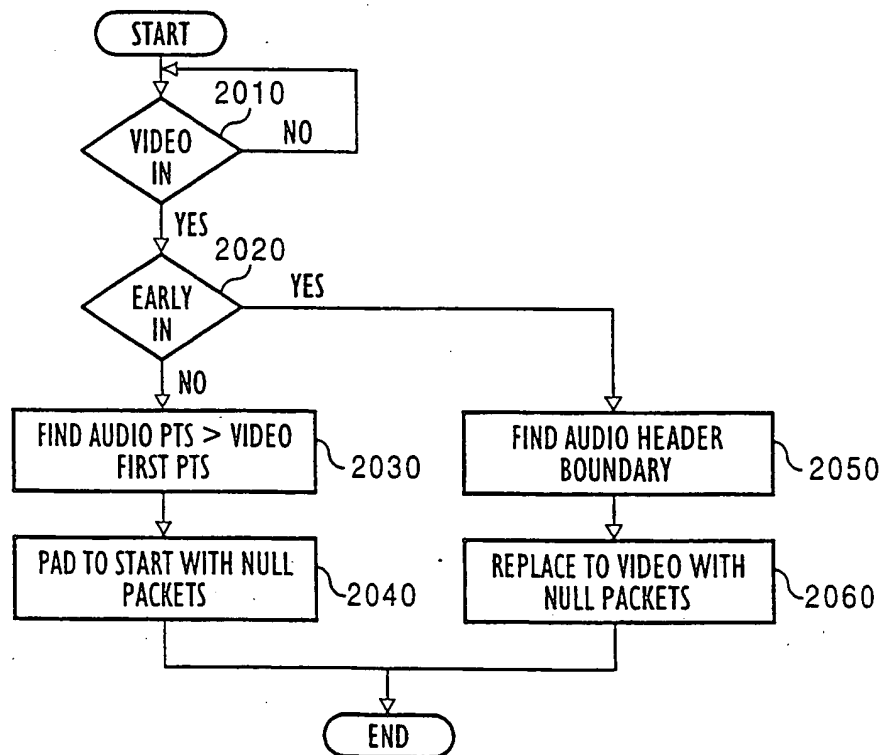 START
2010
VIDEO
IN
NO
YES
2020
EARLY
IN
YES
NO
FIND AUDIO PTS > VIDEO
FIRST PTS
2030
FIND AUDIO HEADER
BOUNDARY
2050
PAD TO START WITH NULL
PACKETS
2040
REPLACE TO VIDEO WITH
NULL PACKETS
2060
END